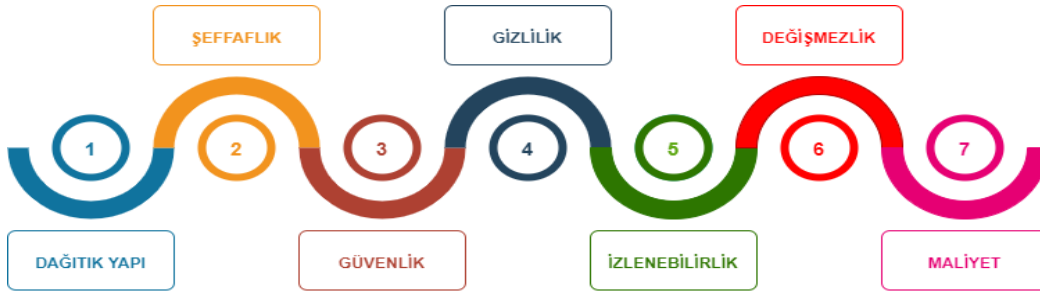 ŞEFFAFLIK
GİZLİLİK
DEĞİŞMEZLİK
1
2
3
4
5
6
7
DAĞITIK YAPI
GÜVENLİK
İZLENEBİLİRLİK
MALİYET